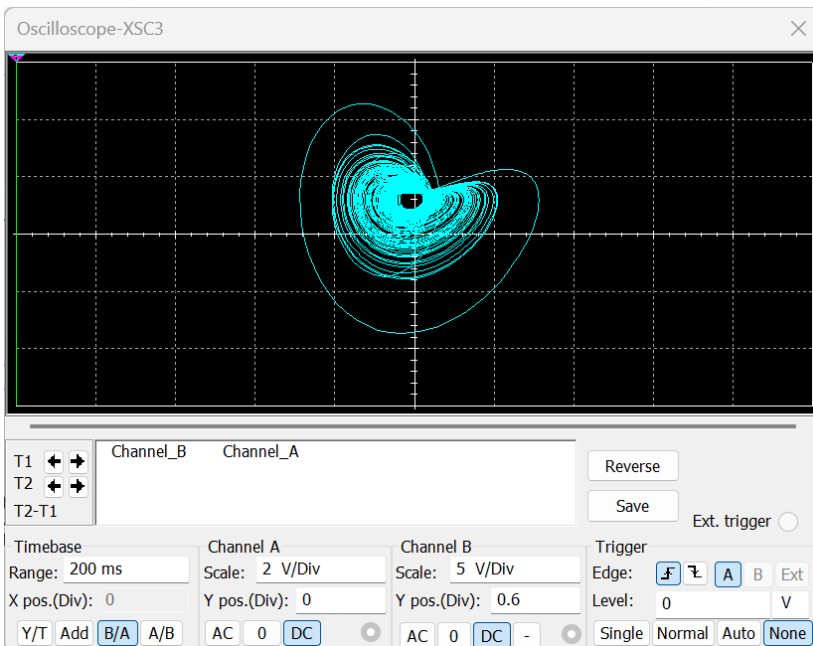 Oscilloscope-XSC3
T1
T2
T2-T1
Channel_B Channel_A
Reverse
Save
Ext. trigger
Timebase
Range: 200 ms
X pos.(Div): 0
Y/T Add B/A A/B
Channel A
Scale: 2 V/Div
Y pos.(Div): 0
AC 0 DC
Channel B
Scale: 5 V/Div
Y pos.(Div): 0.6
AC 0 DC -
Trigger
Edge: A B Ext
Level: 0 V
Single Normal Auto None